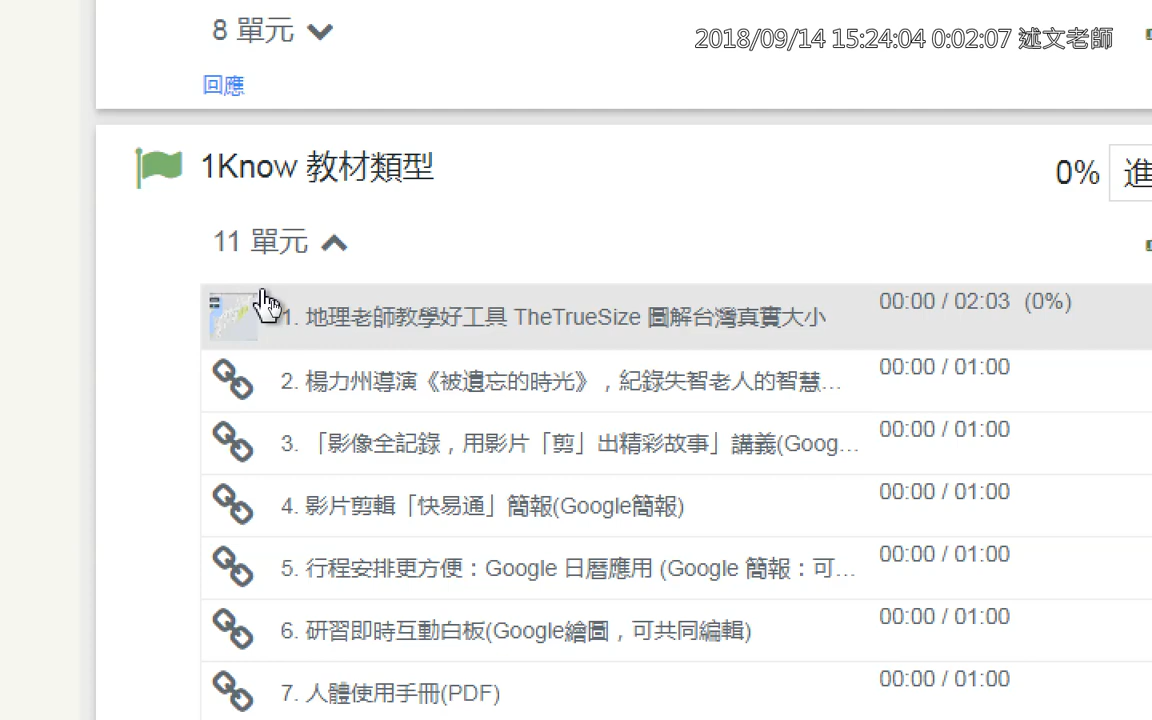 8 單元
2018/09/14 15:24:04 0:02:07 述文老師
回應
1Know 教材類型
0% 進
11 單元
1. 地理老師教學好工具 TheTrueSize 圖解台灣真實大小 00:00 / 02:03 (0%)
2. 楊力州導演《被遺忘的時光》，紀錄失智老人的智慧... 00:00 / 01:00
3. 「影像全記錄，用影片「剪」出精彩故事」講義(Goog... 00:00 / 01:00
4. 影片剪輯「快易通」簡報(Google簡報) 00:00 / 01:00
5. 行程安排更方便：Google 日曆應用 (Google 簡報：可... 00:00 / 01:00
6. 研習即時互動白板(Google繪圖，可共同編輯) 00:00 / 01:00
7. 人體使用手冊(PDF) 00:00 / 01:00